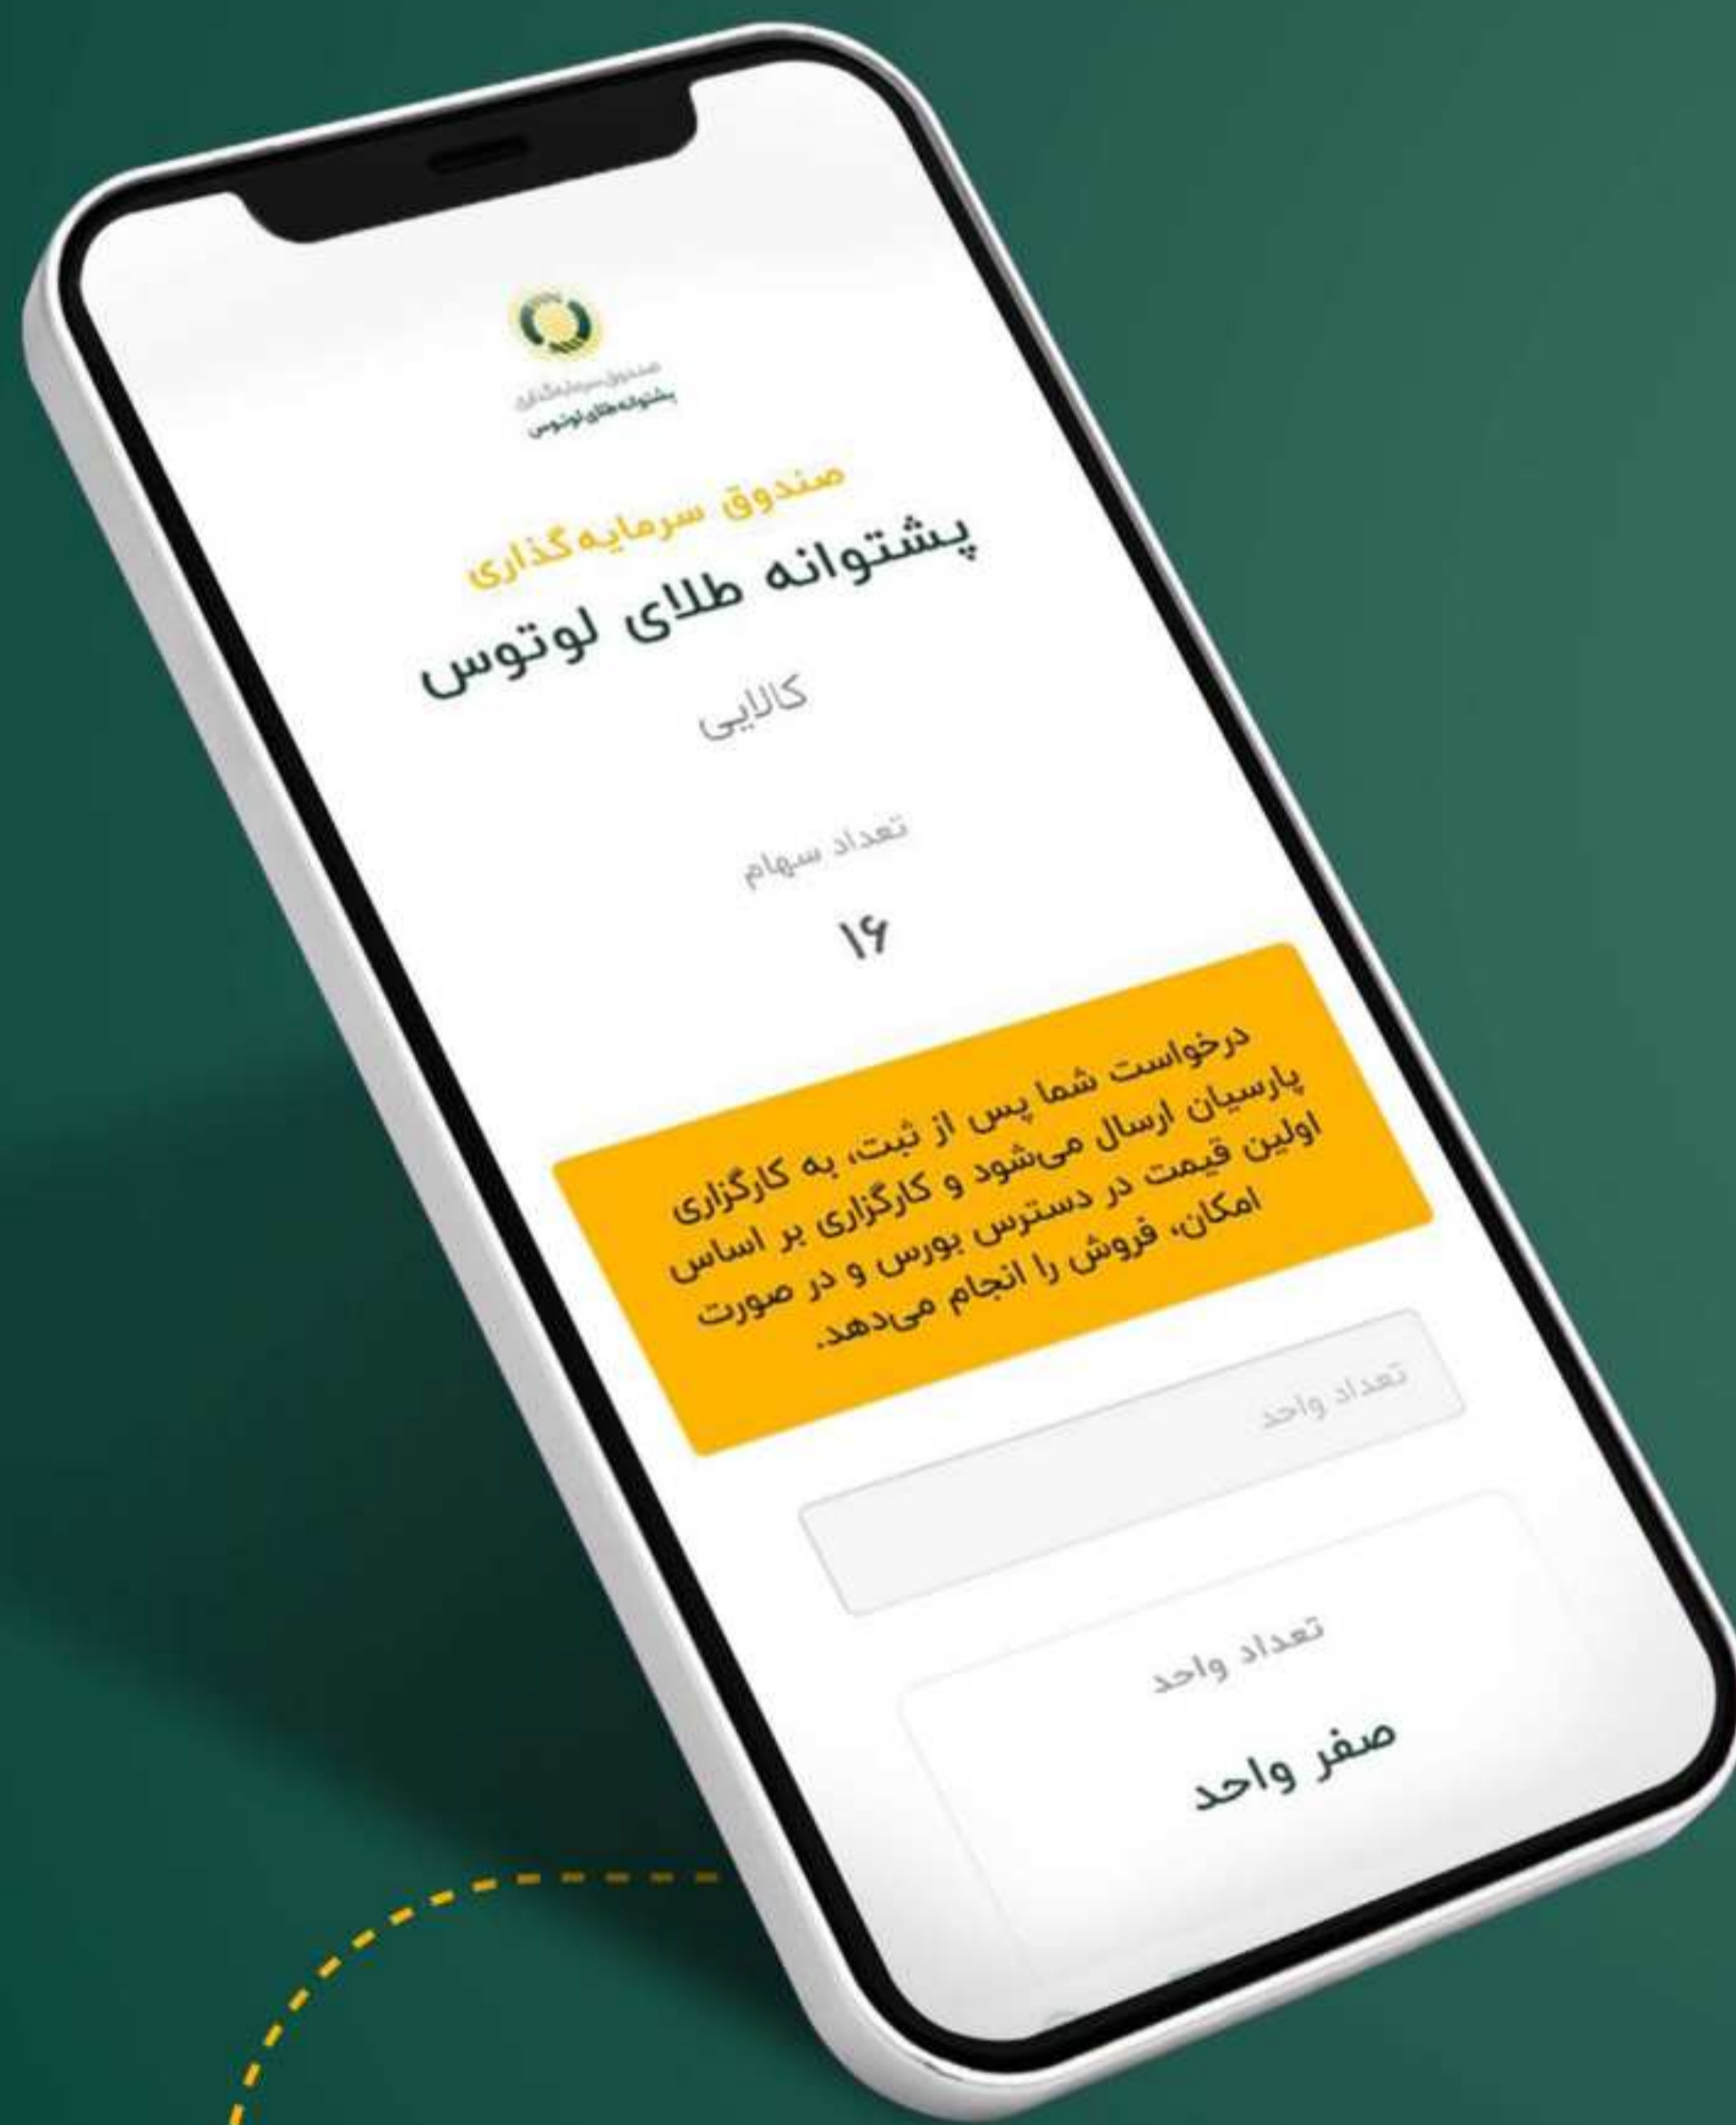 صندوق سرمایه‌گذاری
پشتوانه طلای لوتوس
صندوق سرمایه‌گذاری
پشتوانه طلای لوتوس
کالایی
تعداد سهام
۱۶
درخواست شما پس از ثبت، به کارگزاری
پارسیان ارسال می‌شود و کارگزاری بر اساس
اولین قیمت در دسترس بورس و در صورت
امکان، فروش را انجام می‌دهد.
تعداد واحد
تعداد واحد
صفر واحد